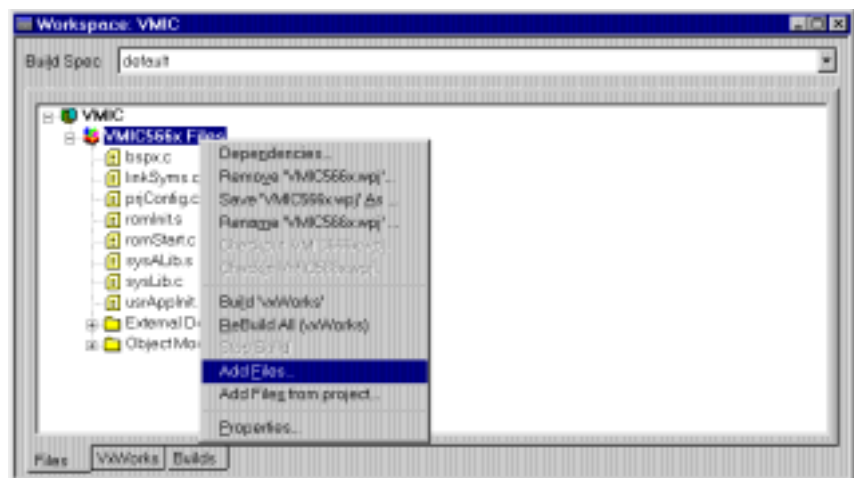 Workspace: VMIC
Build Spec default
VMIC
VMIC566x Files
bspx.c
linkSyms.c
prjConfig.c
romInit.s
romStart.c
sysALib.s
sysLib.c
usrAppInit.
External D
Object Mo
Dependencies...
Remove 'VMIC566x.wpj'...
Save 'VMIC566x.wpj' As ...
Rename 'VMIC566x.wpj' ...
Build 'vxWorks'
ReBuild All (vxWorks)
Stop Build
Add Files...
Add Files from project...
Properties...
Files VxWorks Builds